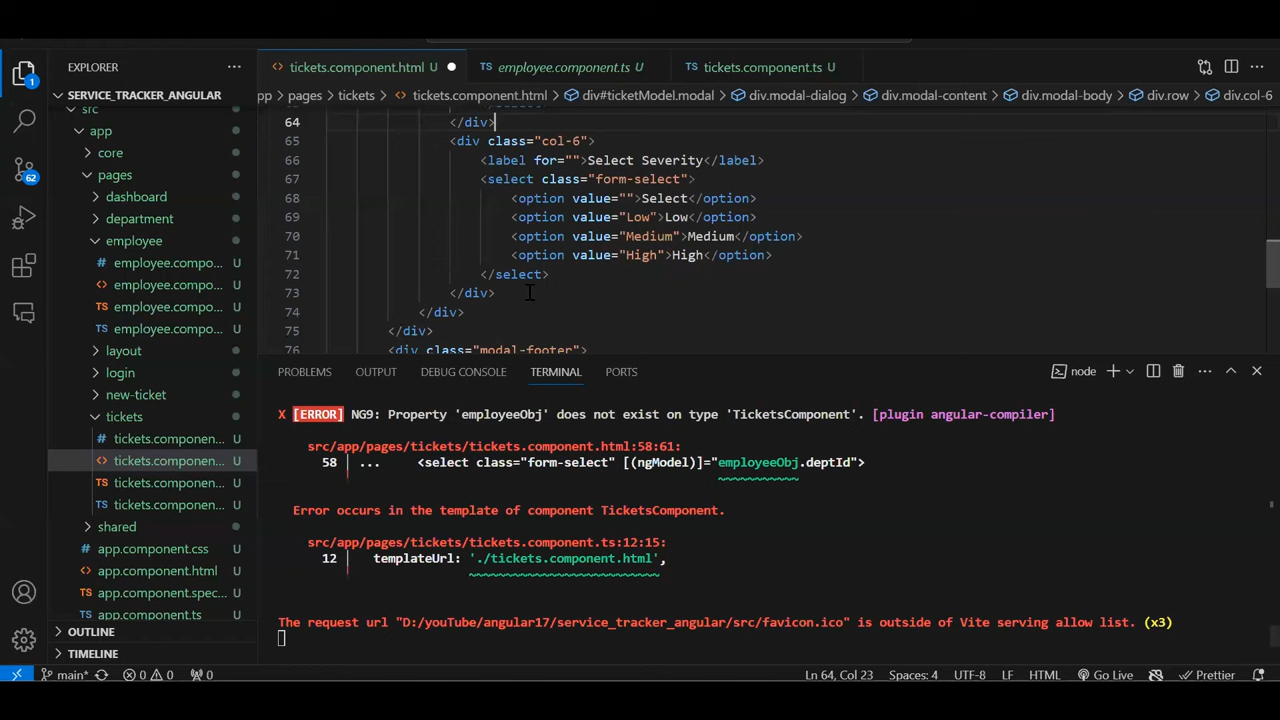 EXPLORER
tickets.component.html U
employee.component.ts U
tickets.component.ts U
SERVICE_TRACKER_ANGULAR
app > pages > tickets > tickets.component.html > div#ticketModel.modal > div.modal-dialog > div.modal-content > div.modal-body > div.row > div.col-6
1
62
src
app
core
pages
dashboard
department
employee
employee.compo... U
employee.compo... U
employee.compo... U
employee.compo... U
layout
login
new-ticket
tickets
tickets.componen... U
tickets.componen... U
tickets.componen... U
tickets.componen... U
shared
app.component.css U
app.component.html U
app.component.spec... U
app.component.ts U
OUTLINE
TIMELINE
64 </div>
65 <div class="col-6">
66 <label for="">Select Severity</label>
67 <select class="form-select">
68 <option value="">Select</option>
69 <option value="Low">Low</option>
70 <option value="Medium">Medium</option>
71 <option value="High">High</option>
72 </select>
73 </div>
74 </div>
75 </div>
76 <div class="modal-footer">
PROBLEMS OUTPUT DEBUG CONSOLE TERMINAL PORTS
node
X [ERROR] NG9: Property 'employeeObj' does not exist on type 'TicketsComponent'. [plugin angular-compiler]
src/app/pages/tickets/tickets.component.html:58:61:
58 | ... <select class="form-select" [(ngModel)]="employeeObj.deptId">
Error occurs in the template of component TicketsComponent.
src/app/pages/tickets/tickets.component.ts:12:15:
12 | templateUrl: './tickets.component.html',
The request url "D:/youTube/angular17/service_tracker_angular/src/favicon.ico" is outside of Vite serving allow list. (x3)
main* 0 0 0 Ln 64, Col 23 Spaces: 4 UTF-8 LF HTML Go Live Prettier